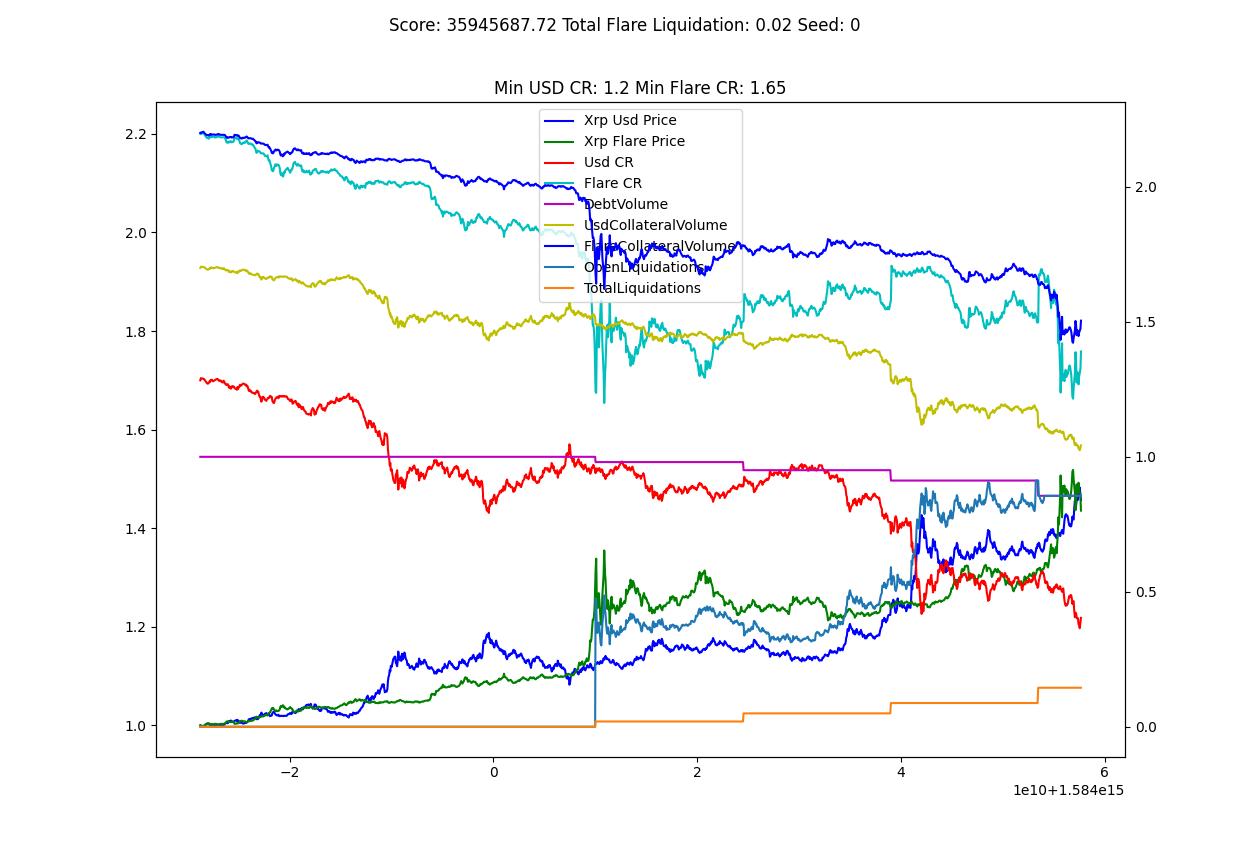 Score: 35945687.72 Total Flare Liquidation: 0.02 Seed: 0
Min USD CR: 1.2 Min Flare CR: 1.65
Xrp Usd Price
Xrp Flare Price
Usd CR
Flare CR
DebtVolume
UsdCollateralVolume
FlareCollateralVolume
OpenLiquidations
TotalLiquidations
2.2
2.0
1.8
1.6
1.4
1.2
1.0
2.0
1.5
1.0
0.5
0.0
−2 0 2 4 6
1e10+1.584e15